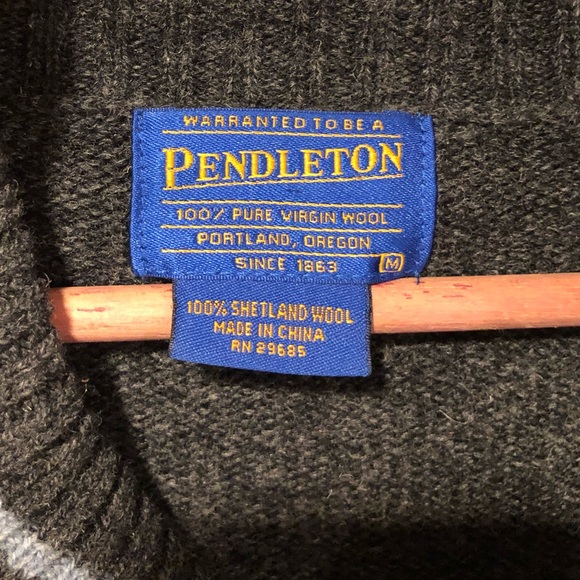 WARRANTED TO BE A
PENDLETON
100% PURE VIRGIN WOOL
PORTLAND, OREGON
SINCE 1863 M
100% SHETLAND WOOL
MADE IN CHINA
RN 29685